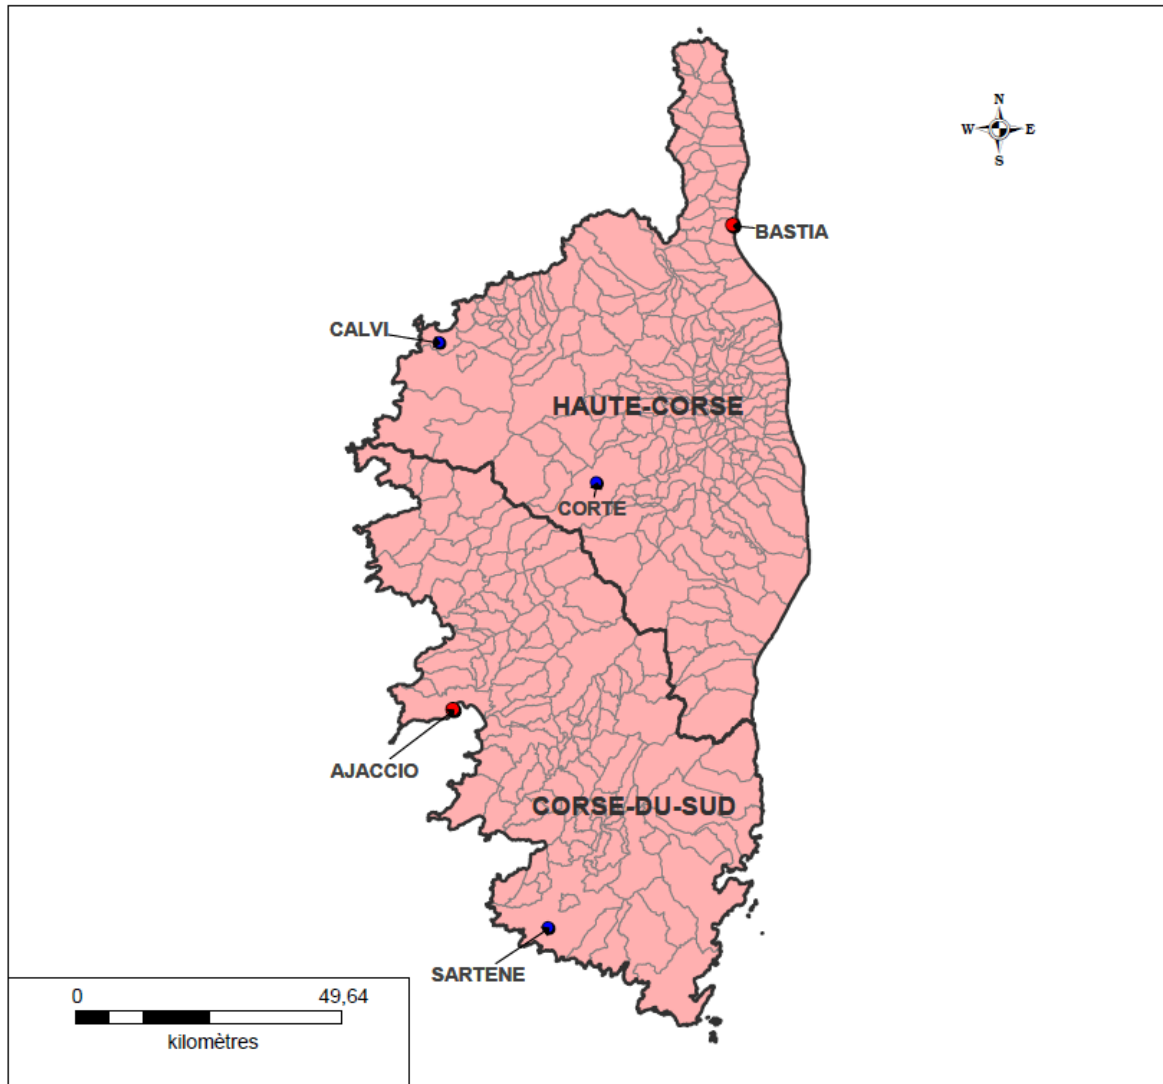 N
W E
S
BASTIA
CALVI
HAUTE-CORSE
CORTE
AJACCIO
CORSE-DU-SUD
SARTENE
0 49,64
kilomètres